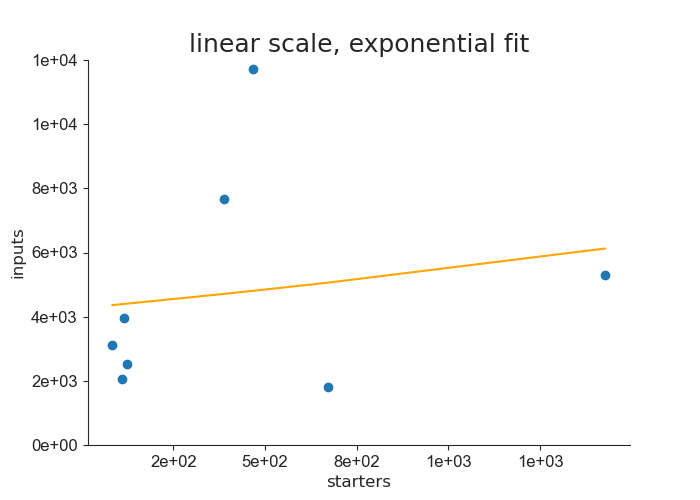 linear scale, exponential fit
1e+04
1e+04
8e+03
6e+03
4e+03
2e+03
0e+00
inputs
2e+02 5e+02 8e+02 1e+03 1e+03
starters